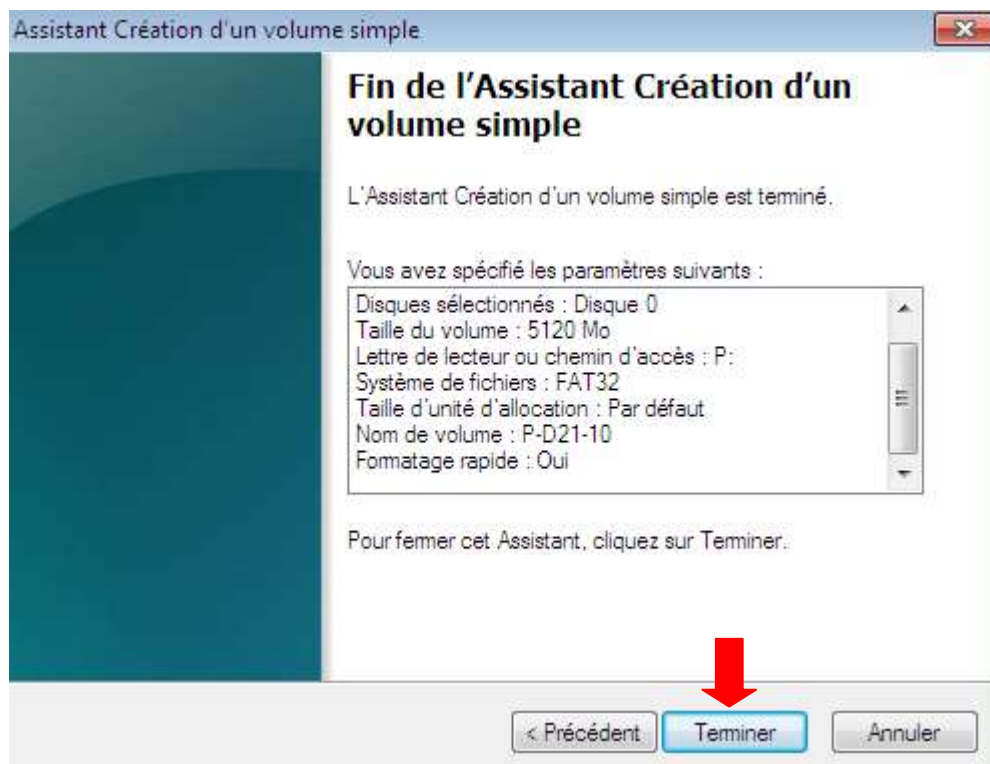 Assistant Création d'un volume simple
Fin de l'Assistant Création d'un
volume simple
L'Assistant Création d'un volume simple est terminé.
Vous avez spécifié les paramètres suivants :
Disques sélectionnés : Disque 0
Taille du volume : 5120 Mo
Lettre de lecteur ou chemin d'accès : P:
Système de fichiers : FAT32
Taille d'unité d'allocation : Par défaut
Nom de volume : P-D21-10
Formatage rapide : Oui
Pour fermer cet Assistant, cliquez sur Terminer.
< Précédent
Terminer
Annuler